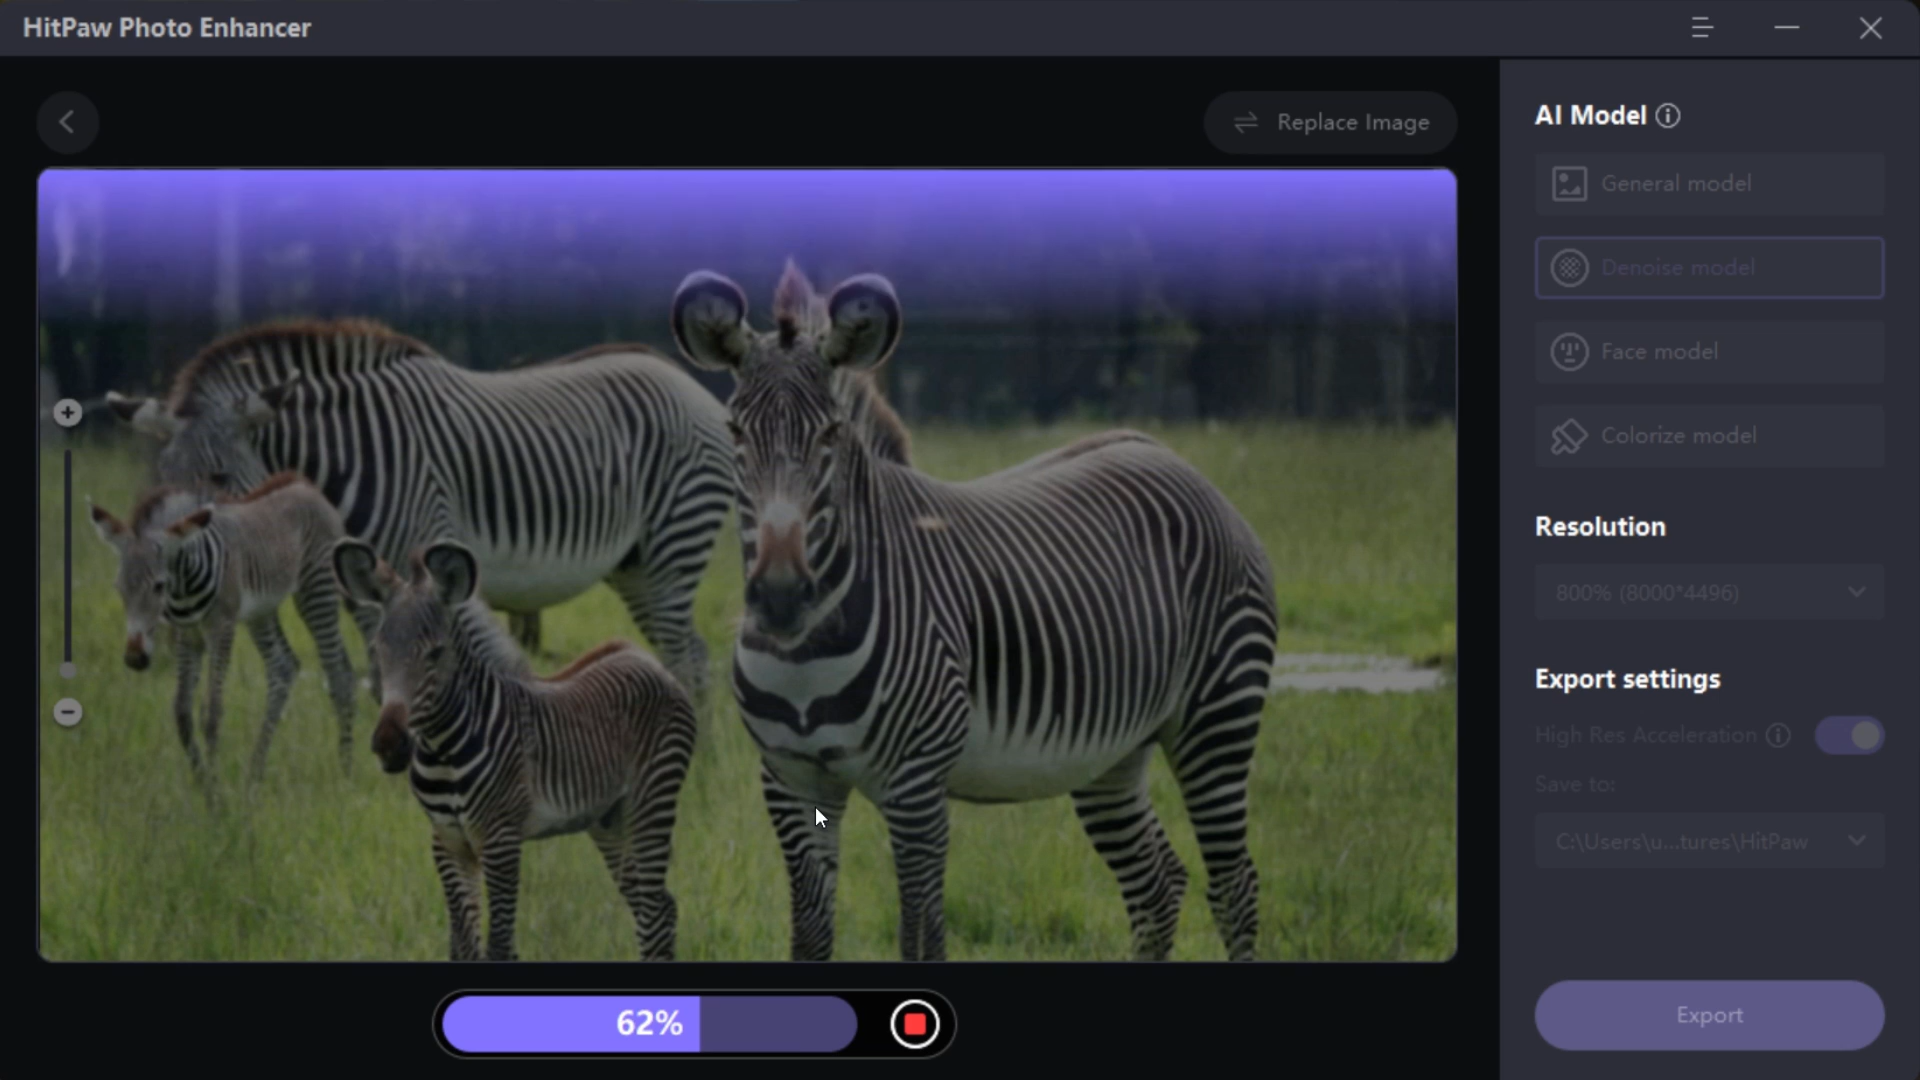 HitPaw Photo Enhancer
Replace Image
AI Model
General model
Denoise model
Face model
Colorize model
Resolution
800% (8000*4496)
Export settings
High Res Acceleration
Save to:
C:\Users\u...tures\HitPaw
62%
Export